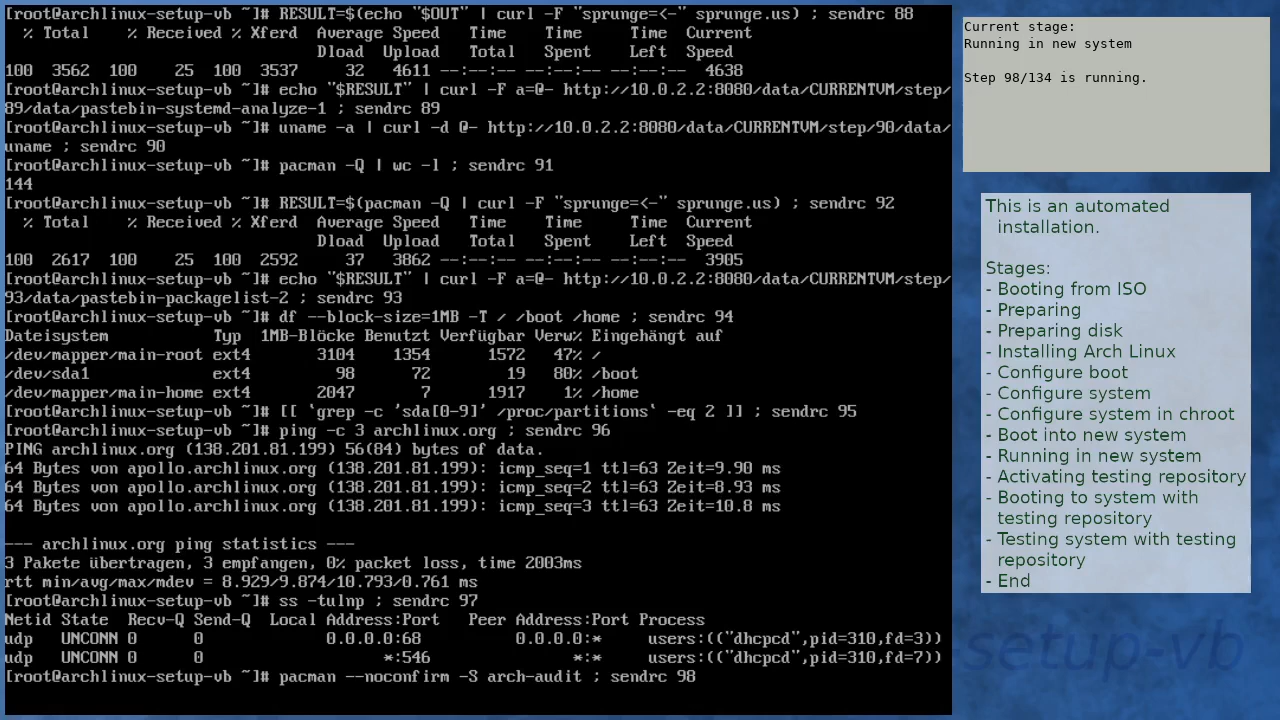 [root@archlinux-setup-vb ~]# RESULT=$(echo "$OUT" | curl -F "sprunge=<-" sprunge.us) ; sendrc 88
  % Total    % Received % Xferd  Average Speed   Time    Time     Time  Current
                                 Dload  Upload   Total   Spent    Left  Speed
100  3562  100    25  100  3537     32   4611 --:--:-- --:--:-- --:--:--  4638
[root@archlinux-setup-vb ~]# echo "$RESULT" | curl -F a=@- http://10.0.2.2:8080/data/CURRENTVM/step/
89/data/pastebin-systemd-analyze-1 ; sendrc 89
[root@archlinux-setup-vb ~]# uname -a | curl -d @- http://10.0.2.2:8080/data/CURRENTVM/step/90/data/
uname ; sendrc 90
[root@archlinux-setup-vb ~]# pacman -Q | wc -l ; sendrc 91
144
[root@archlinux-setup-vb ~]# RESULT=$(pacman -Q | curl -F "sprunge=<-" sprunge.us) ; sendrc 92
  % Total    % Received % Xferd  Average Speed   Time    Time     Time  Current
                                 Dload  Upload   Total   Spent    Left  Speed
100  2617  100    25  100  2592     37   3862 --:--:-- --:--:-- --:--:--  3905
[root@archlinux-setup-vb ~]# echo "$RESULT" | curl -F a=@- http://10.0.2.2:8080/data/CURRENTVM/step/
93/data/pastebin-packagelist-2 ; sendrc 93
[root@archlinux-setup-vb ~]# df --block-size=1MB -T / /boot /home ; sendrc 94
Dateisystem           Typ  1MB-Blöcke Benutzt Verfügbar Verw% Eingehängt auf
/dev/mapper/main-root ext4       3104    1354      1572   47% /
/dev/sda1             ext4         98      72        19   80% /boot
/dev/mapper/main-home ext4       2047       7      1917    1% /home
[root@archlinux-setup-vb ~]# [[ `grep -c 'sda[0-9]' /proc/partitions` -eq 2 ]] ; sendrc 95
[root@archlinux-setup-vb ~]# ping -c 3 archlinux.org ; sendrc 96
PING archlinux.org (138.201.81.199) 56(84) bytes of data.
64 Bytes von apollo.archlinux.org (138.201.81.199): icmp_seq=1 ttl=63 Zeit=9.90 ms
64 Bytes von apollo.archlinux.org (138.201.81.199): icmp_seq=2 ttl=63 Zeit=8.93 ms
64 Bytes von apollo.archlinux.org (138.201.81.199): icmp_seq=3 ttl=63 Zeit=10.8 ms
--- archlinux.org ping statistics ---
3 Pakete übertragen, 3 empfangen, 0% packet loss, time 2003ms
rtt min/avg/max/mdev = 8.929/9.874/10.793/0.761 ms
[root@archlinux-setup-vb ~]# ss -tulnp ; sendrc 97
Netid State  Recv-Q Send-Q  Local Address:Port   Peer Address:Port Process
udp   UNCONN 0      0             0.0.0.0:68          0.0.0.0:*     users:(("dhcpcd",pid=310,fd=3))
udp   UNCONN 0      0                   *:546               *:*     users:(("dhcpcd",pid=310,fd=7))
[root@archlinux-setup-vb ~]# pacman --noconfirm -S arch-audit ; sendrc 98
Current stage:
Running in new system
Step 98/134 is running.
This is an automated
installation.
Stages:
- Booting from ISO
- Preparing
- Preparing disk
- Installing Arch Linux
- Configure boot
- Configure system
- Configure system in chroot
- Boot into new system
- Running in new system
- Activating testing repository
- Booting to system with
testing repository
- Testing system with testing
repository
- End
-setup-vb